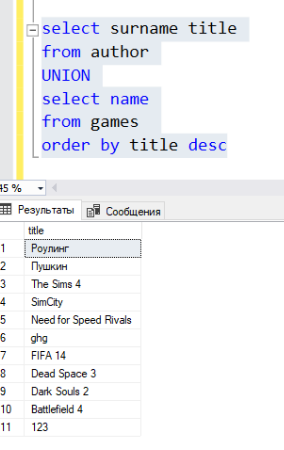 select surname title
from author
UNION
select name
from games
order by title desc
45 %
Результаты Сообщения
title
1 Роулинг
2 Пушкин
3 The Sims 4
4 SimCity
5 Need for Speed Rivals
6 ghg
7 FIFA 14
8 Dead Space 3
9 Dark Souls 2
10 Battlefield 4
11 123